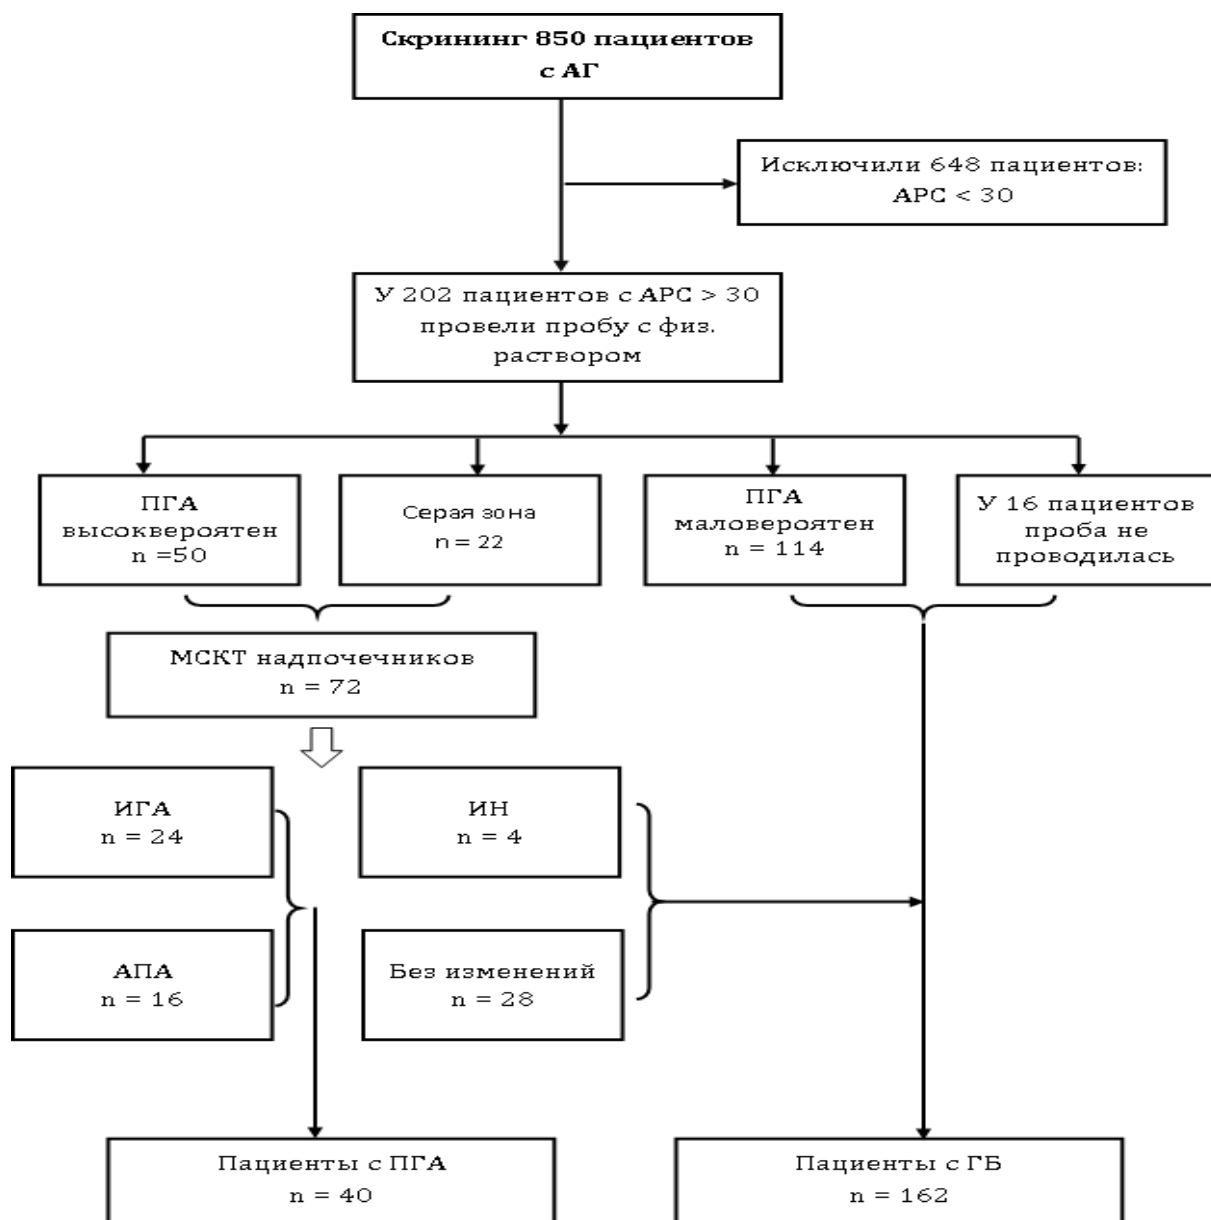 Скрининг 850 пациентов
с АГ
Исключили 648 пациентов:
АРС < 30
У 202 пациентов с АРС > 30
провели пробу с физ.
раствором
ПГА
высоквероятен
n =50
Серая зона
n = 22
ПГА
маловероятен
n = 114
У 16 пациентов
проба не
проводилась
МСКТ надпочечников
n = 72
ИГА
n = 24
ИН
n = 4
АПА
n = 16
Без изменений
n = 28
Пациенты с ПГА
n = 40
Пациенты с ГБ
n = 162